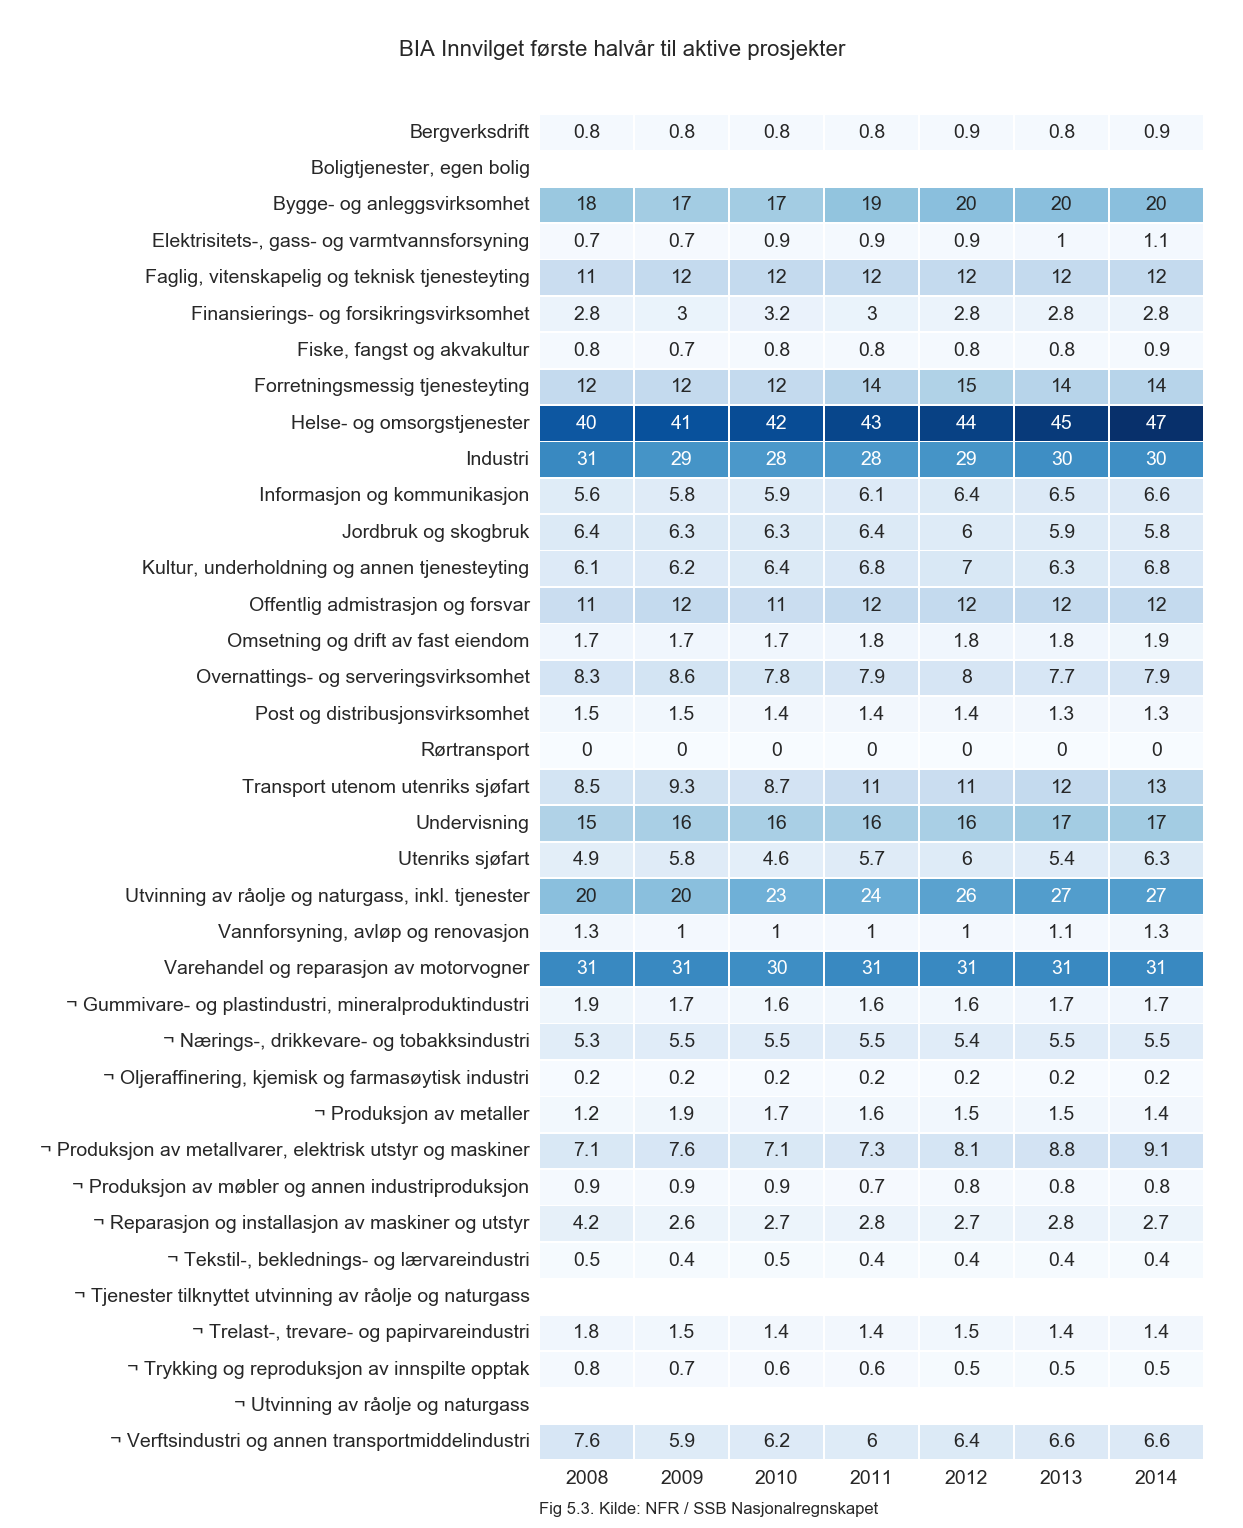 BIA Innvilget første halvår til aktive prosjekter
Bergverksdrift 0.8 0.8 0.8 0.8 0.9 0.8 0.9
Boligtjenester, egen bolig
Bygge- og anleggsvirksomhet 18 17 17 19 20 20 20
Elektrisitets-, gass- og varmtvannsforsyning 0.7 0.7 0.9 0.9 0.9 1 1.1
Faglig, vitenskapelig og teknisk tjenesteyting 11 12 12 12 12 12 12
Finansierings- og forsikringsvirksomhet 2.8 3 3.2 3 2.8 2.8 2.8
Fiske, fangst og akvakultur 0.8 0.7 0.8 0.8 0.8 0.8 0.9
Forretningsmessig tjenesteyting 12 12 12 14 15 14 14
Helse- og omsorgstjenester 40 41 42 43 44 45 47
Industri 31 29 28 28 29 30 30
Informasjon og kommunikasjon 5.6 5.8 5.9 6.1 6.4 6.5 6.6
Jordbruk og skogbruk 6.4 6.3 6.3 6.4 6 5.9 5.8
Kultur, underholdning og annen tjenesteyting 6.1 6.2 6.4 6.8 7 6.3 6.8
Offentlig admistrasjon og forsvar 11 12 11 12 12 12 12
Omsetning og drift av fast eiendom 1.7 1.7 1.7 1.8 1.8 1.8 1.9
Overnattings- og serveringsvirksomhet 8.3 8.6 7.8 7.9 8 7.7 7.9
Post og distribusjonsvirksomhet 1.5 1.5 1.4 1.4 1.4 1.3 1.3
Rørtransport 0 0 0 0 0 0 0
Transport utenom utenriks sjøfart 8.5 9.3 8.7 11 11 12 13
Undervisning 15 16 16 16 16 17 17
Utenriks sjøfart 4.9 5.8 4.6 5.7 6 5.4 6.3
Utvinning av råolje og naturgass, inkl. tjenester 20 20 23 24 26 27 27
Vannforsyning, avløp og renovasjon 1.3 1 1 1 1 1.1 1.3
Varehandel og reparasjon av motorvogner 31 31 30 31 31 31 31
¬ Gummivare- og plastindustri, mineralproduktindustri 1.9 1.7 1.6 1.6 1.6 1.7 1.7
¬ Nærings-, drikkevare- og tobakksindustri 5.3 5.5 5.5 5.5 5.4 5.5 5.5
¬ Oljeraffinering, kjemisk og farmasøytisk industri 0.2 0.2 0.2 0.2 0.2 0.2 0.2
¬ Produksjon av metaller 1.2 1.9 1.7 1.6 1.5 1.5 1.4
¬ Produksjon av metallvarer, elektrisk utstyr og maskiner 7.1 7.6 7.1 7.3 8.1 8.8 9.1
¬ Produksjon av møbler og annen industriproduksjon 0.9 0.9 0.9 0.7 0.8 0.8 0.8
¬ Reparasjon og installasjon av maskiner og utstyr 4.2 2.6 2.7 2.8 2.7 2.8 2.7
¬ Tekstil-, beklednings- og lærvareindustri 0.5 0.4 0.5 0.4 0.4 0.4 0.4
¬ Tjenester tilknyttet utvinning av råolje og naturgass
¬ Trelast-, trevare- og papirvareindustri 1.8 1.5 1.4 1.4 1.5 1.4 1.4
¬ Trykking og reproduksjon av innspilte opptak 0.8 0.7 0.6 0.6 0.5 0.5 0.5
¬ Utvinning av råolje og naturgass
¬ Verftsindustri og annen transportmiddelindustri 7.6 5.9 6.2 6 6.4 6.6 6.6
2008 2009 2010 2011 2012 2013 2014
Fig 5.3. Kilde: NFR / SSB Nasjonalregnskapet